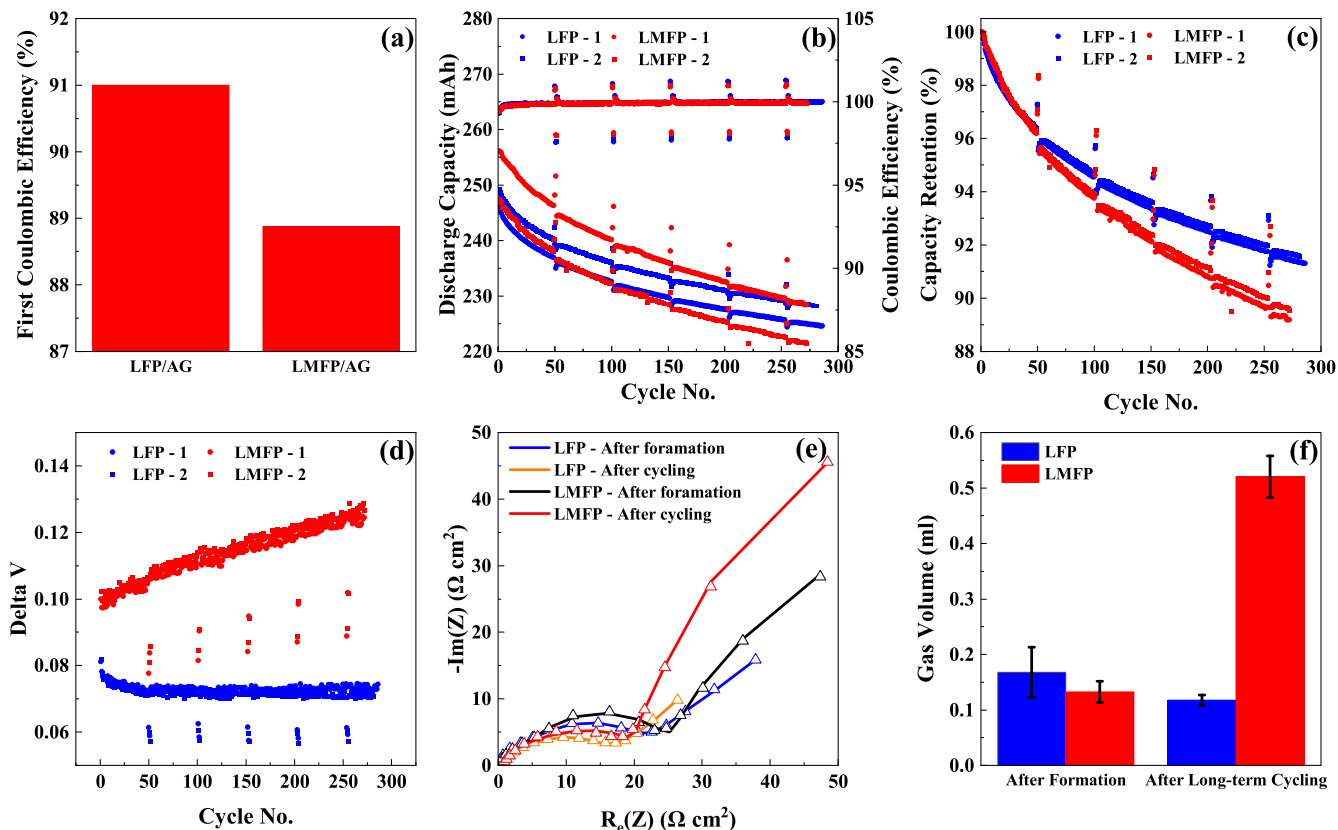 (a)
First Coulombic Efficiency (%)
92
91
90
89
88
87
LFP/AG
LMFP/AG
(b)
LFP - 1
LMFP - 1
LFP - 2
LMFP - 2
Discharge Capacity (mAh)
280
270
260
250
240
230
220
Coulombic Efficiency (%)
105
100
95
90
85
0
50
100
150
200
250
300
Cycle No.
(c)
LFP - 1
LMFP - 1
LFP - 2
LMFP - 2
Capacity Retention (%)
100
98
96
94
92
90
88
0
50
100
150
200
250
300
Cycle No.
(d)
LFP - 1
LMFP - 1
LFP - 2
LMFP - 2
Delta V
0.14
0.12
0.10
0.08
0.06
0
50
100
150
200
250
300
Cycle No.
(e)
LFP - After foramation
LFP - After cycling
LMFP - After foramation
LMFP - After cycling
-Im(Z) (Ω cm²)
50
40
30
20
10
0
-10
0
10
20
30
40
50
Rₑ(Z) (Ω cm²)
(f)
LFP
LMFP
Gas Volume (ml)
0.6
0.5
0.4
0.3
0.2
0.1
0.0
After Formation
After Long-term Cycling